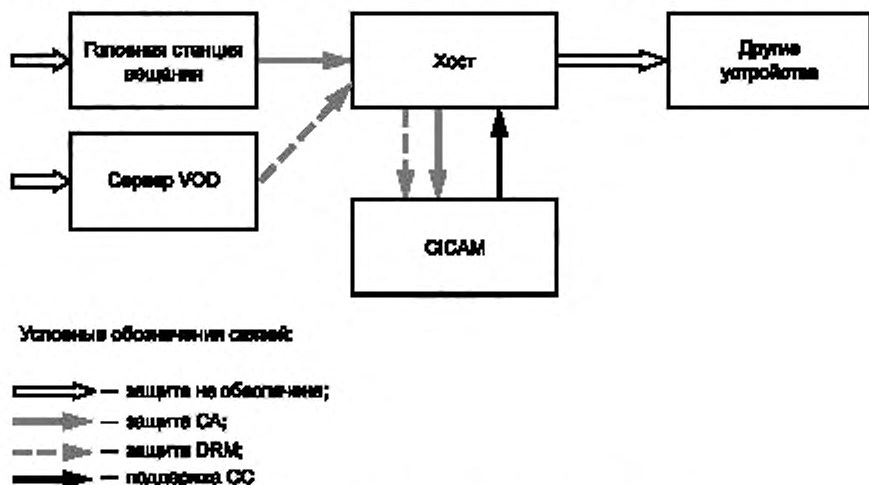 Головная станция
вещания
Хост
Другие
устройства
Сервер VOD
CICAM
Условные обозначения связей:
— защита не обеспечена;
— защита CA;
— защита DRM;
— поддержка CC